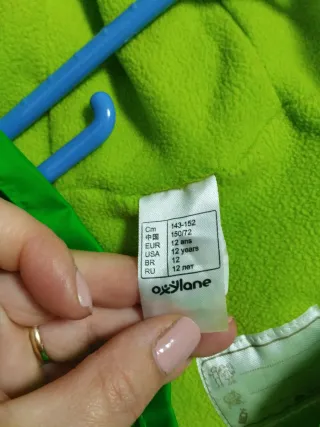 Cm 143-152
中国 150/72
EUR 12 ans
USA 12 years
BR 12
RU 12 лет
oxylane